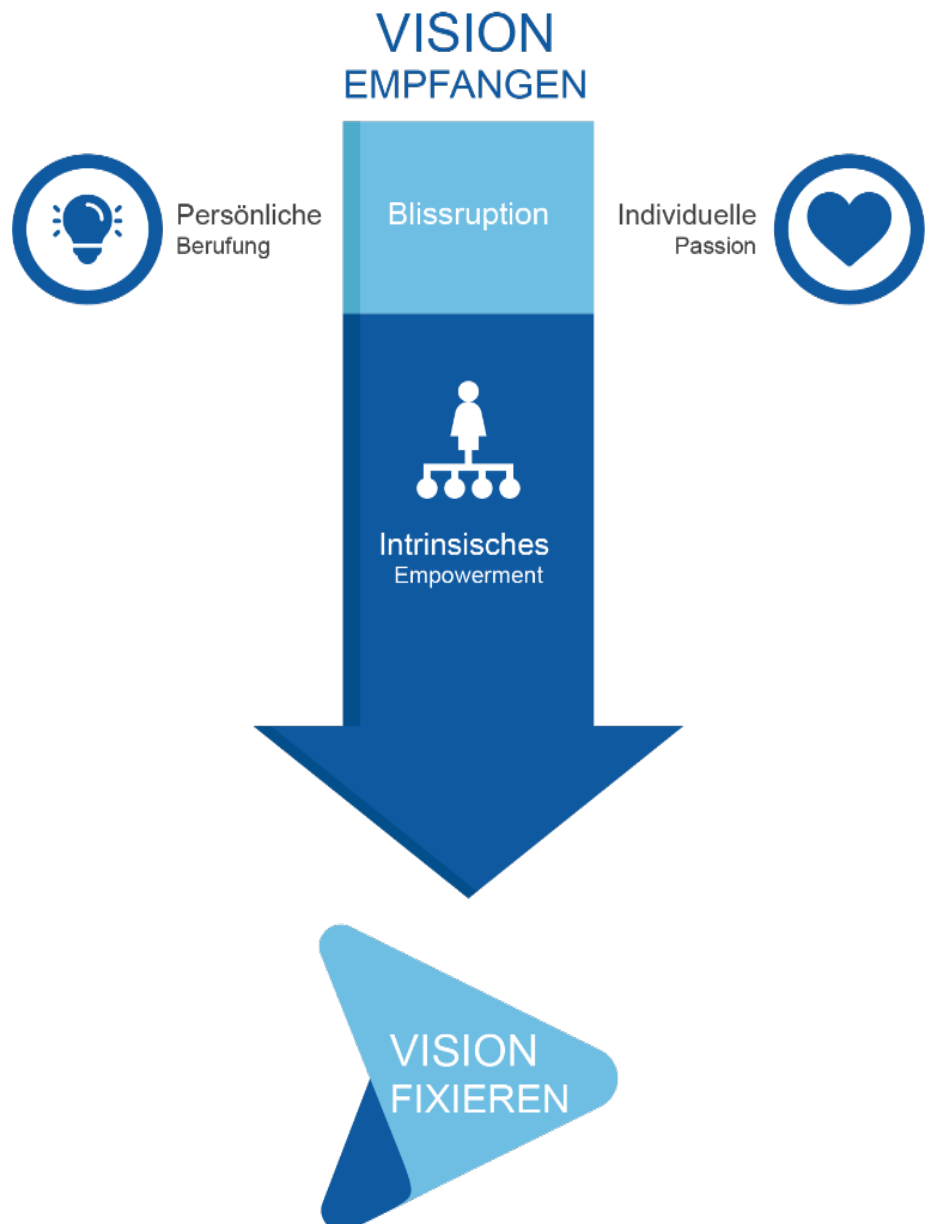 VISION
EMPFANGEN
Persönliche
Berufung
Blissruption
Individuelle
Passion
Intrinsisches
Empowerment
VISION
FIXIEREN